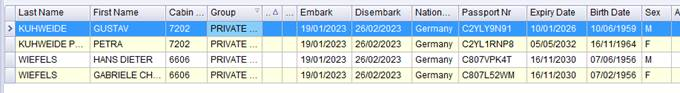 Last Name First Name Cabin ... Group ... ... Embark Disembark Nation... Passport Nr Expiry Date Birth Date Sex A
KUHWEIDE GUSTAV 7202 PRIVATE ... 19/01/2023 26/02/2023 Germany C2YLY9N91 10/01/2026 10/06/1959 M
KUHWEIDE P... PETRA 7202 PRIVATE ... 19/01/2023 26/02/2023 Germany C2YL1RNP8 05/05/2032 16/11/1964 F
WIEFELS HANS DIETER 6606 PRIVATE ... 19/01/2023 26/02/2023 Germany C807VPK4T 16/11/2030 07/06/1956 M
WIEFELS GABRIELE CH... 6606 PRIVATE ... 19/01/2023 26/02/2023 Germany C807L52WM 16/11/2030 07/02/1956 F